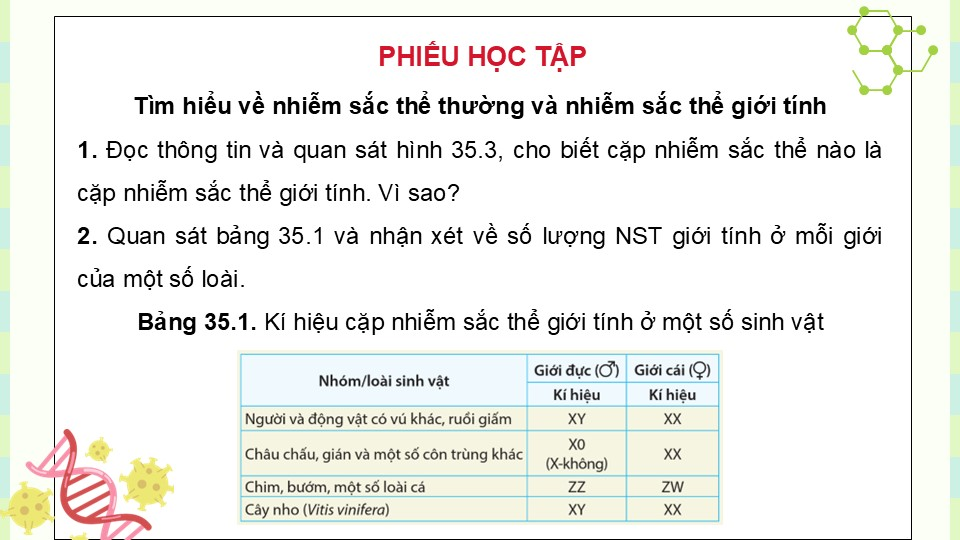 PHIẾU HỌC TẬP
Tìm hiểu về nhiễm sắc thể thường và nhiễm sắc thể giới tính
1. Đọc thông tin và quan sát hình 35.3, cho biết cặp nhiễm sắc thể nào là
cặp nhiễm sắc thể giới tính. Vì sao?
2. Quan sát bảng 35.1 và nhận xét về số lượng NST giới tính ở mỗi giới
của một số loài.
Bảng 35.1. Kí hiệu cặp nhiễm sắc thể giới tính ở một số sinh vật
Nhóm/loài sinh vật
Giới đực (♂) Giới cái (♀)
Kí hiệu Kí hiệu
Người và động vật có vú khác, ruồi giấm XY XX
Châu chấu, gián và một số côn trùng khác X0 (X-không) XX
Chim, bướm, một số loài cá ZZ ZW
Cây nho (Vitis vinifera) XY XX